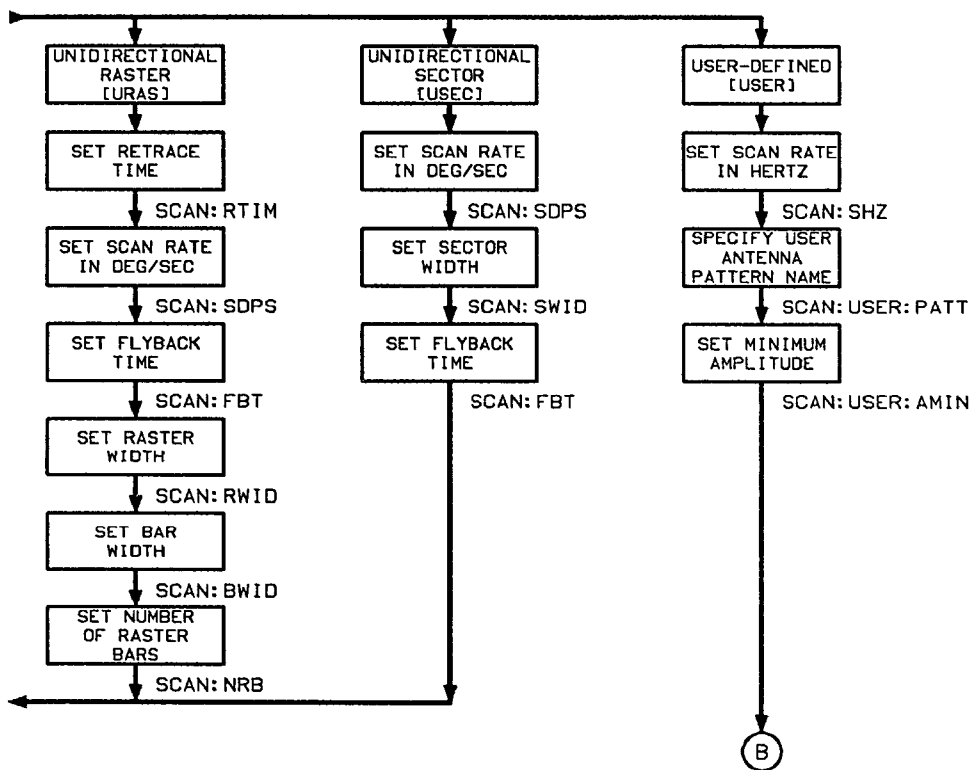 UNIDIRECTIONAL
RASTER
[URAS]
SET RETRACE
TIME
SCAN:RTIM
SET SCAN RATE
IN DEG/SEC
SCAN:SDPS
SET FLYBACK
TIME
SCAN:FBT
SET RASTER
WIDTH
SCAN:RWID
SET BAR
WIDTH
SCAN:BWID
SET NUMBER
OF RASTER
BARS
SCAN:NRB
UNIDIRECTIONAL
SECTOR
[USEC]
SET SCAN RATE
IN DEG/SEC
SCAN:SDPS
SET SECTOR
WIDTH
SCAN:SWID
SET FLYBACK
TIME
SCAN:FBT
USER-DEFINED
[USER]
SET SCAN RATE
IN HERTZ
SCAN:SHZ
SPECIFY USER
ANTENNA
PATTERN NAME
SCAN:USER:PATT
SET MINIMUM
AMPLITUDE
SCAN:USER:AMIN
B